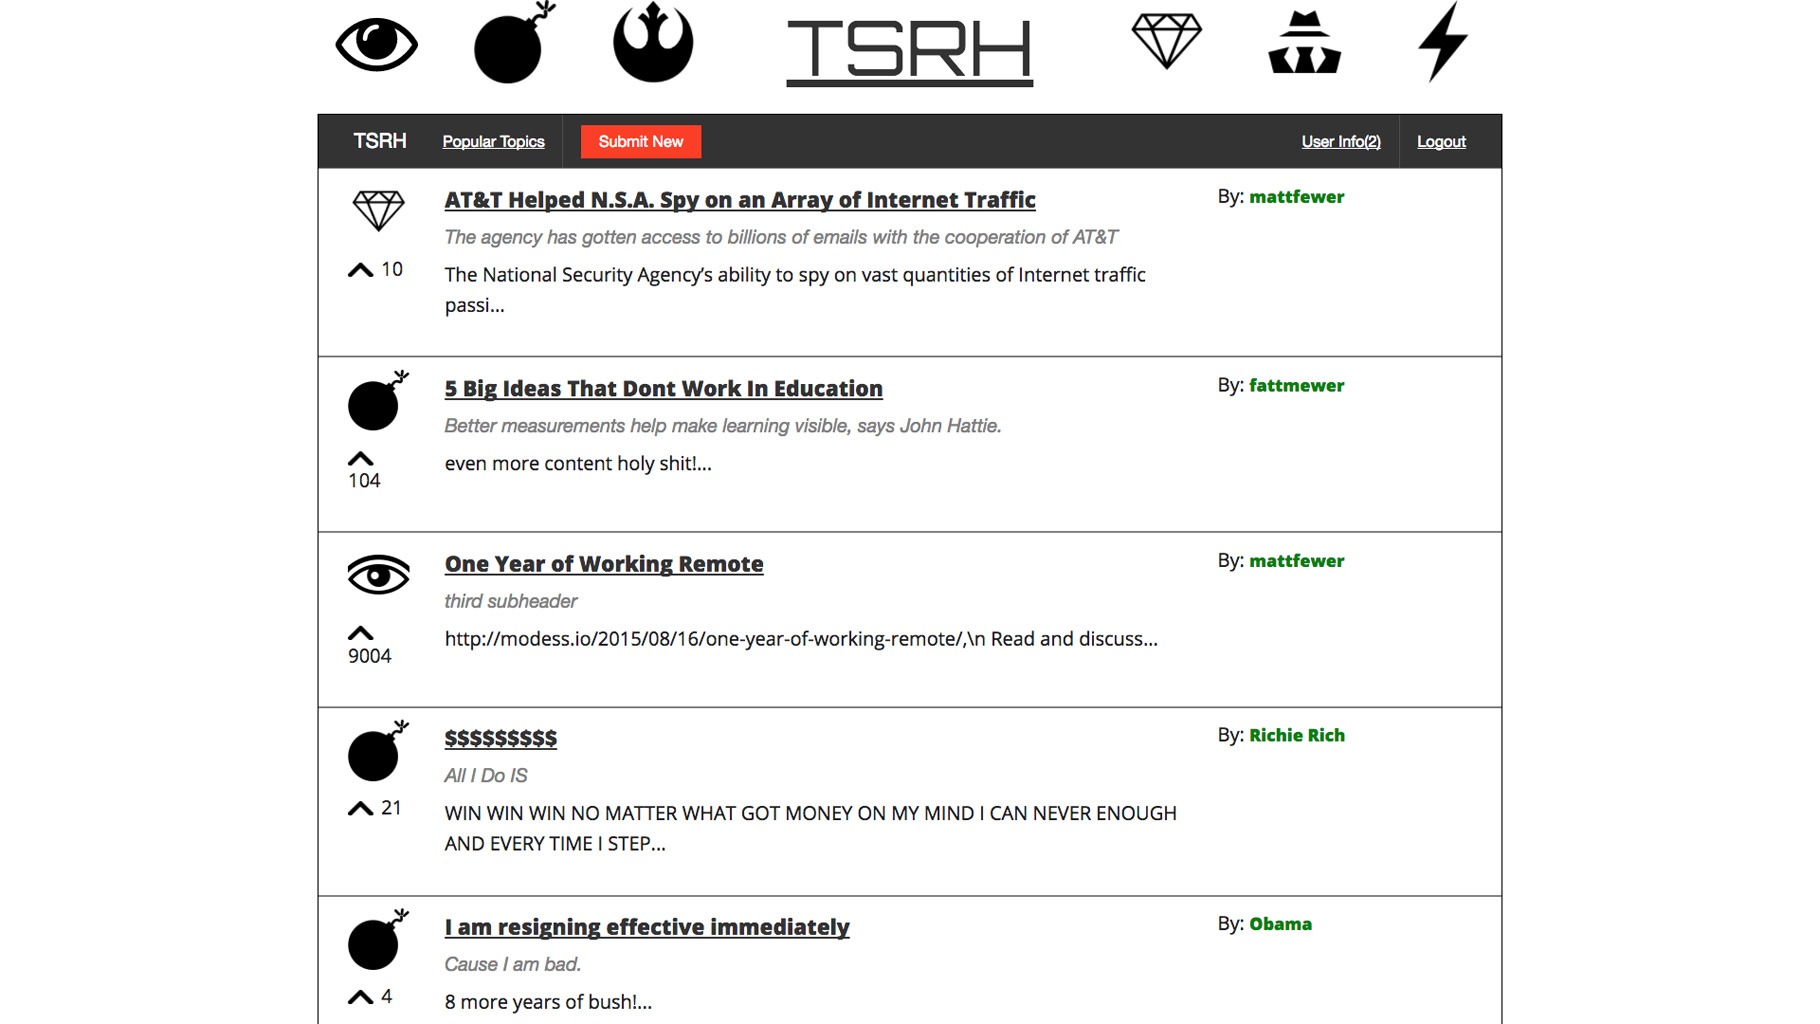 TSRH
TSRH Popular Topics Submit New User Info(2) Logout
AT&T Helped N.S.A. Spy on an Array of Internet Traffic
By: mattfewer
The agency has gotten access to billions of emails with the cooperation of AT&T
10
The National Security Agency’s ability to spy on vast quantities of Internet traffic
passi...
5 Big Ideas That Dont Work In Education
By: fattmewer
Better measurements help make learning visible, says John Hattie.
104
even more content holy shit!...
One Year of Working Remote
By: mattfewer
third subheader
9004
http://modess.io/2015/08/16/one-year-of-working-remote/,\n Read and discuss...
$$$$$$$$$
By: Richie Rich
All I Do IS
21
WIN WIN WIN NO MATTER WHAT GOT MONEY ON MY MIND I CAN NEVER ENOUGH
AND EVERY TIME I STEP...
I am resigning effective immediately
By: Obama
Cause I am bad.
4
8 more years of bush!...